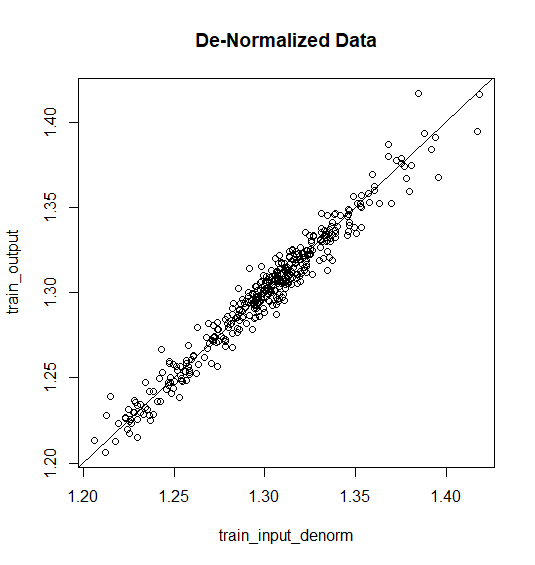 De-Normalized Data
train_output
1.40
1.35
1.30
1.25
1.20
1.20 1.25 1.30 1.35 1.40
train_input_denorm